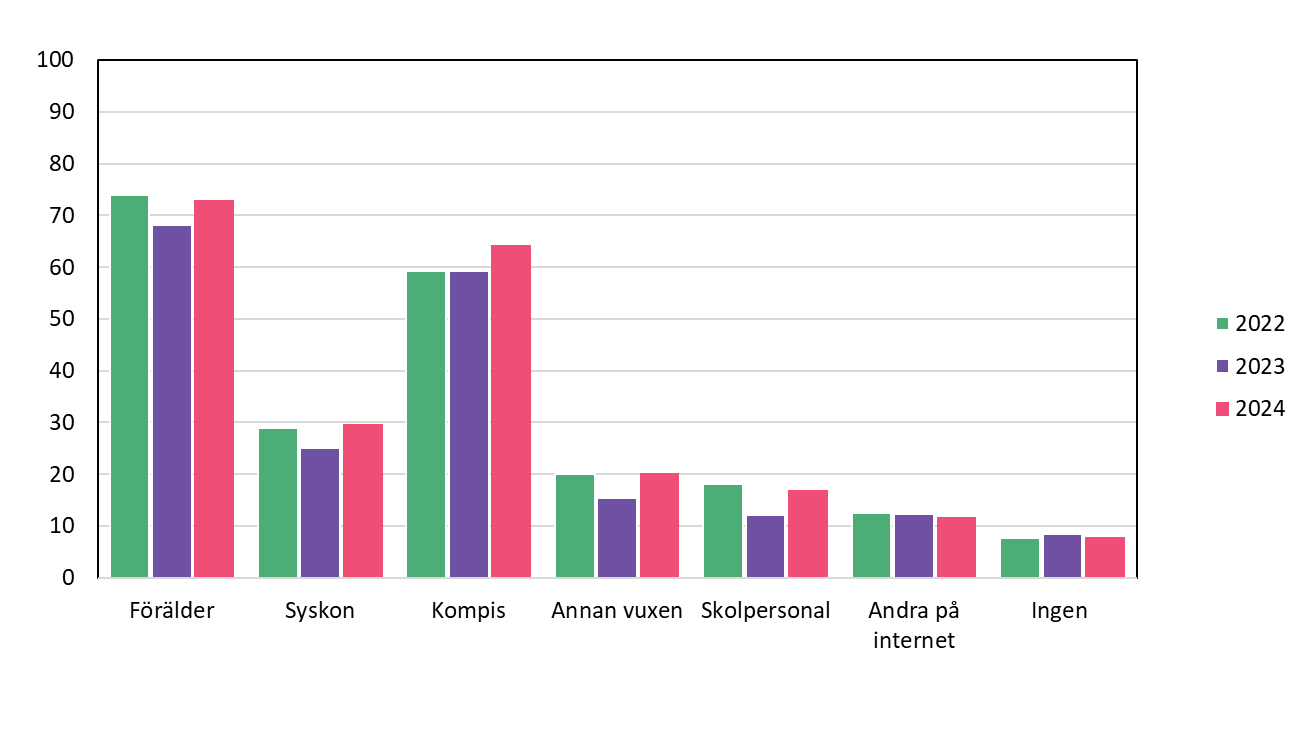 100
90
80
70
60
50
40
30
20
10
0
Förälder
Syskon
Kompis
Annan vuxen
Skolpersonal
Andra på
internet
Ingen
2022
2023
2024